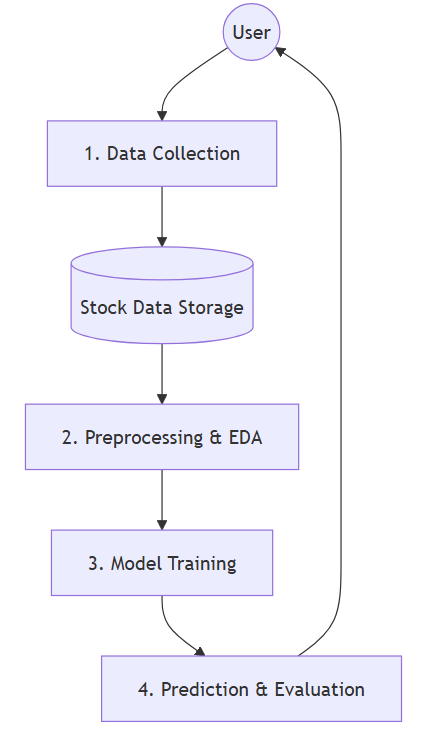 User
1. Data Collection
Stock Data Storage
2. Preprocessing & EDA
3. Model Training
4. Prediction & Evaluation